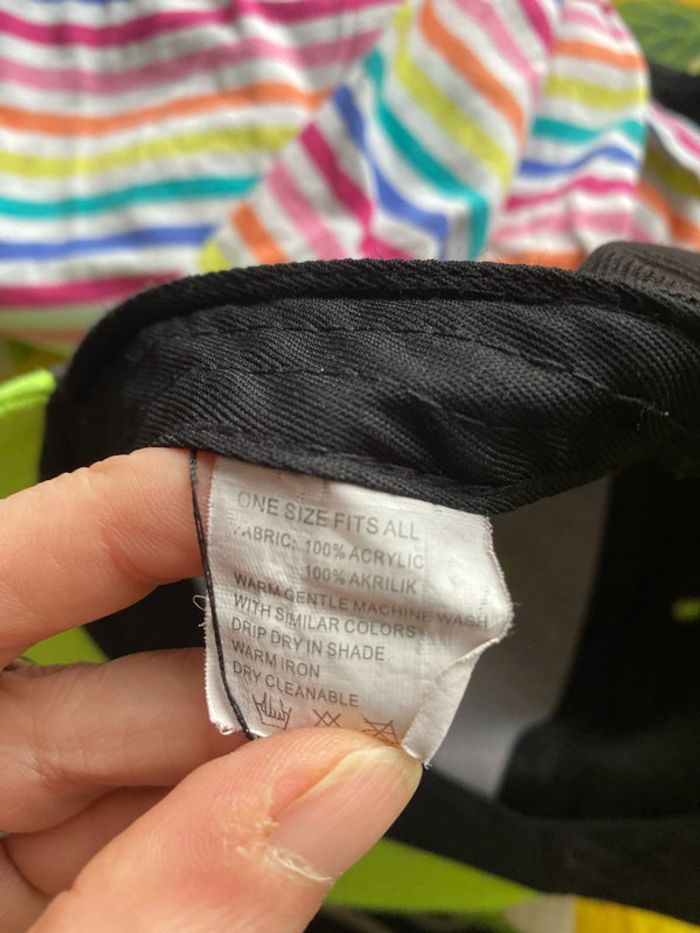 ONE SIZE FITS ALL
FABRIC: 100% ACRYLIC
100% AKRILIK
WARM GENTLE MACHINE WASH
WITH SIMILAR COLORS
DRIP DRY IN SHADE
WARM IRON
DRY CLEANABLE